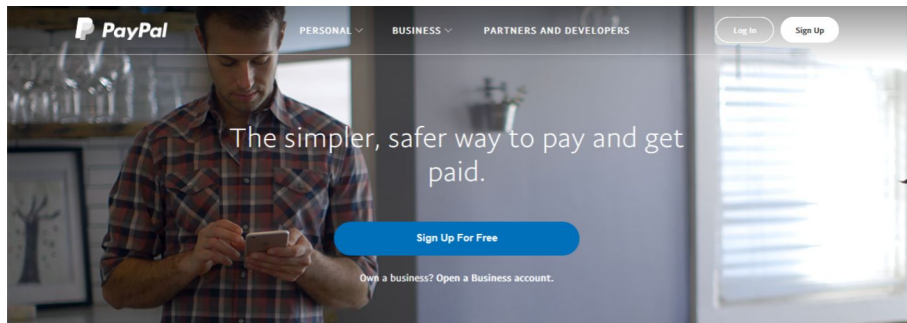 PayPal
PERSONAL
BUSINESS
PARTNERS AND DEVELOPERS
Log In
Sign Up
The simpler, safer way to pay and get
paid.
Sign Up For Free
Own a business? Open a Business account.